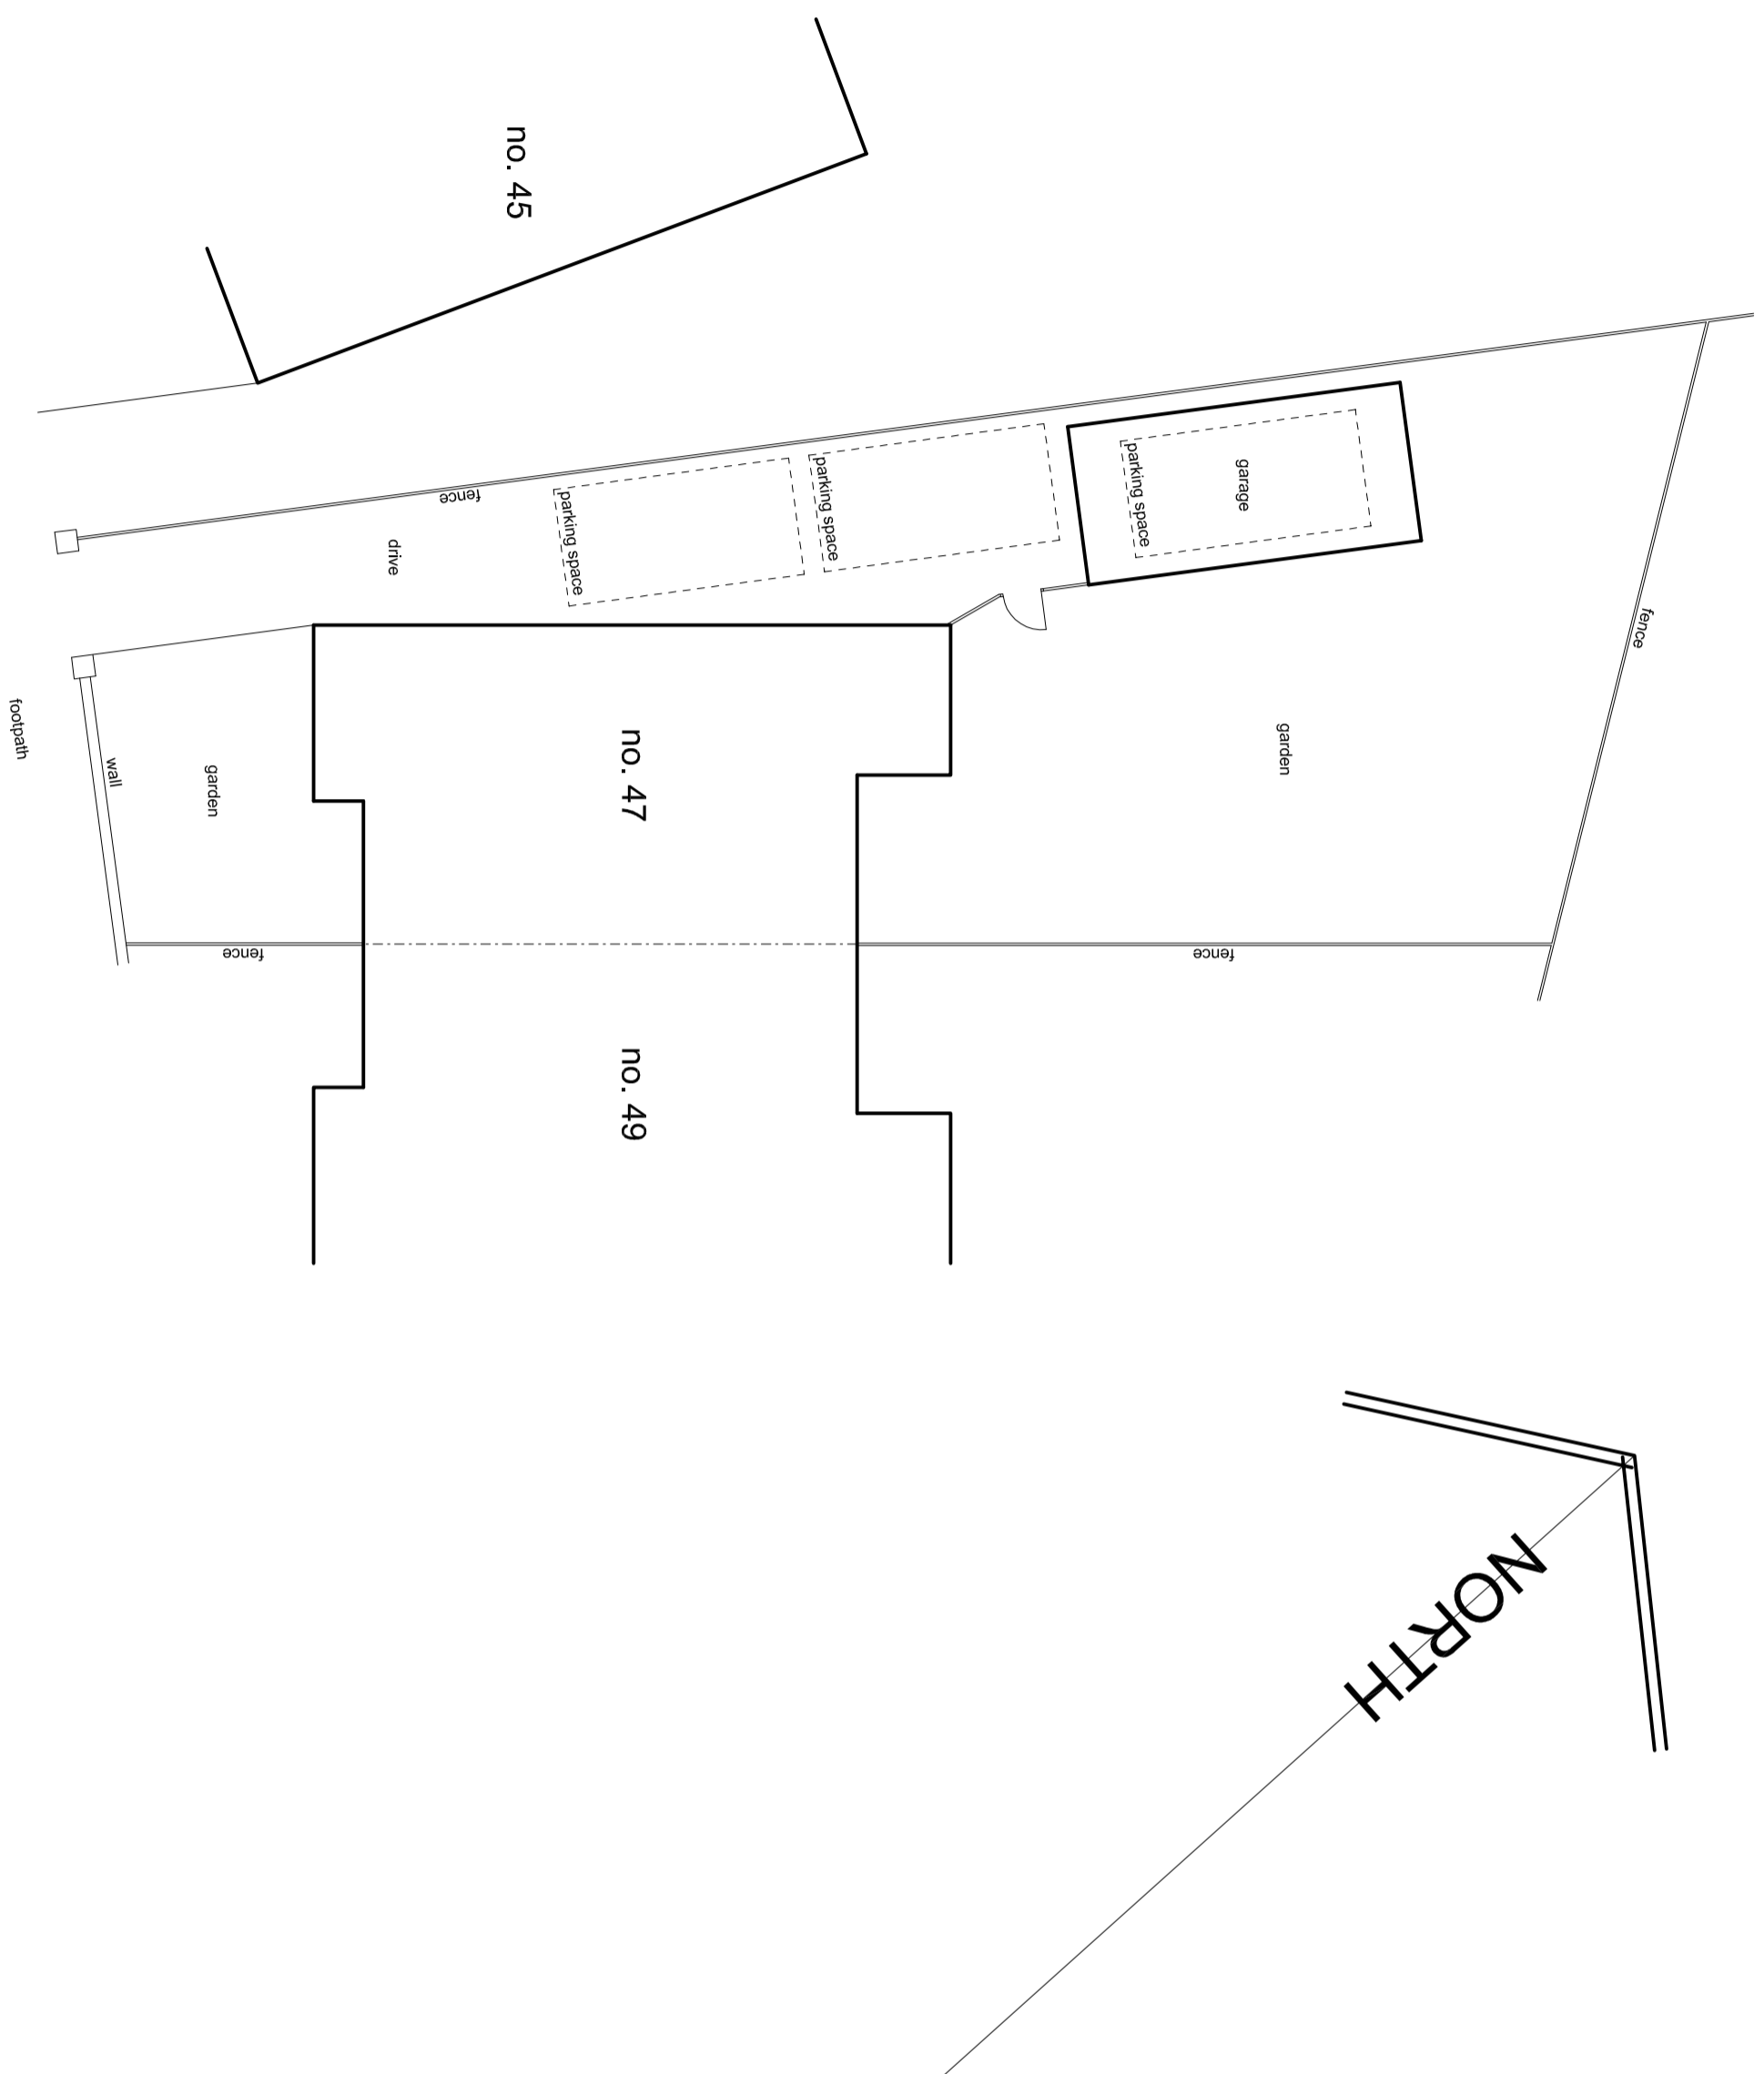 no. 45
fence
drive
parking space
parking space
parking space
garage
fence
footpath
wall
garden
no. 47
garden
fence
fence
no. 49
NORTH